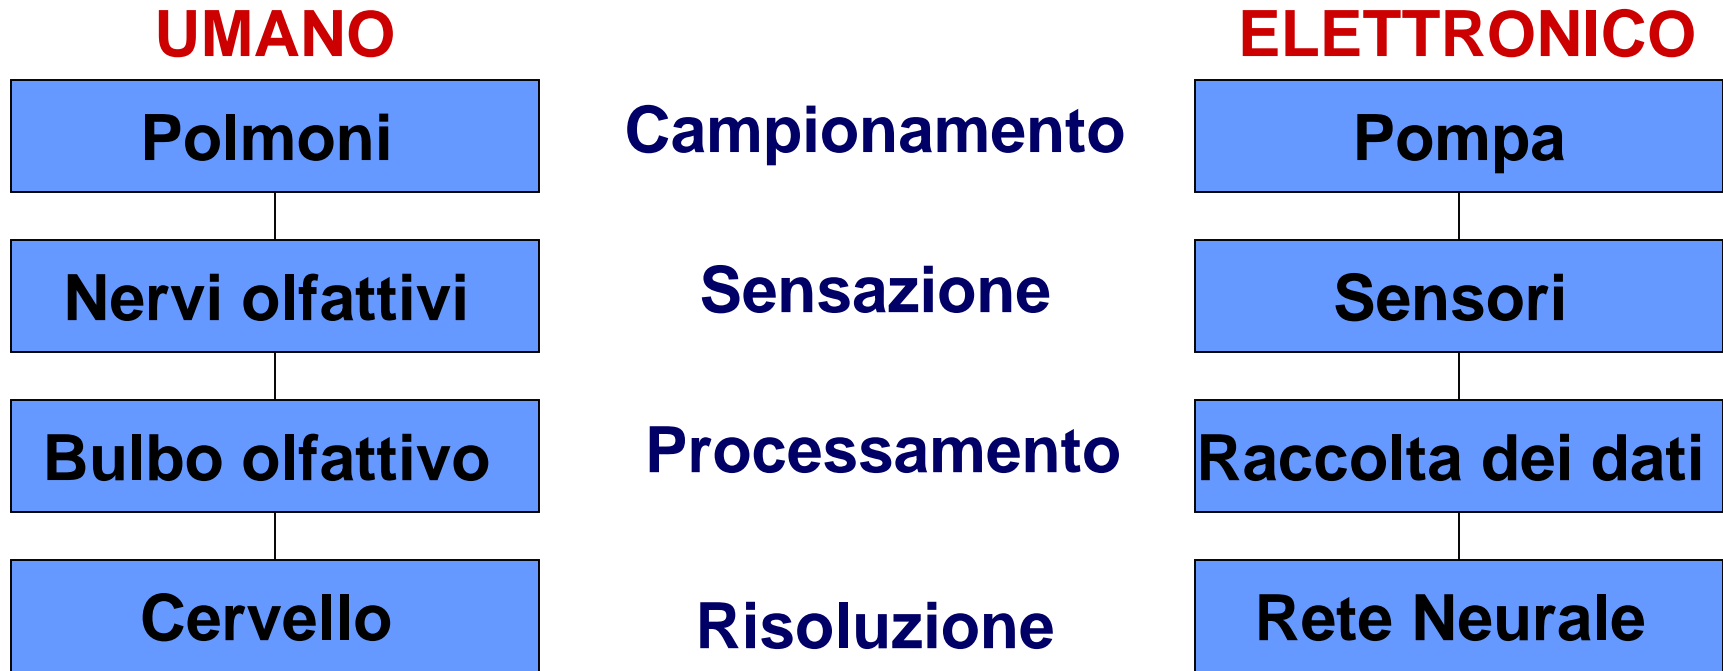 UMANO
ELETTRONICO
Polmoni
Campionamento
Pompa
Nervi olfattivi
Sensazione
Sensori
Bulbo olfattivo
Processamento
Raccolta dei dati
Cervello
Risoluzione
Rete Neurale